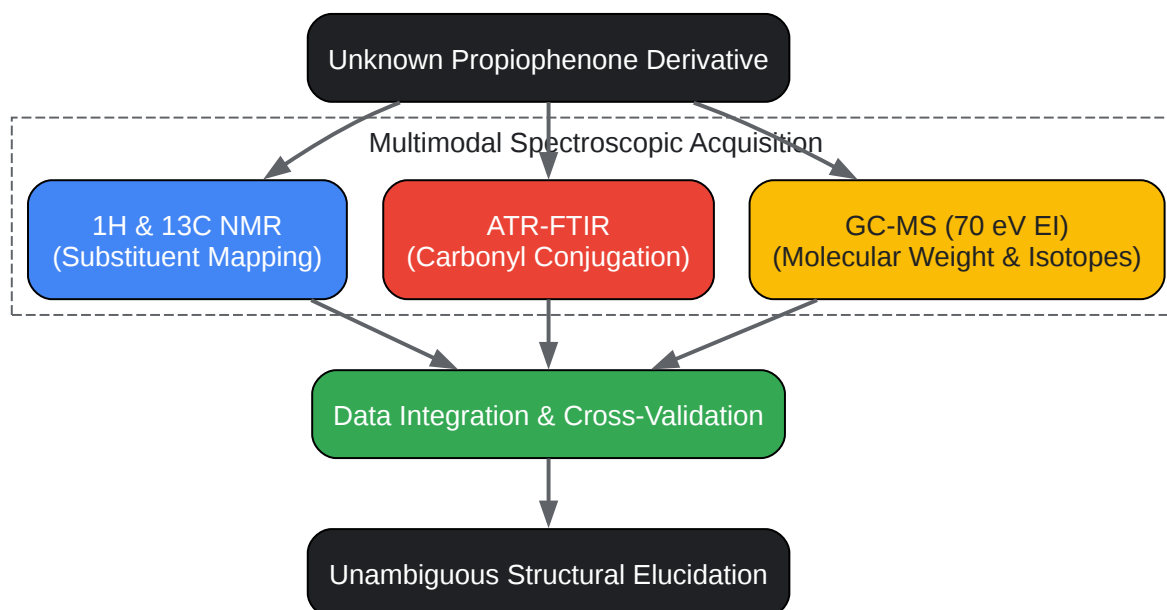 Unknown Propiophenone Derivative
Multimodal Spectroscopic Acquisition
1H & 13C NMR
(Substituent Mapping)
ATR-FTIR
(Carbonyl Conjugation)
GC-MS (70 eV EI)
(Molecular Weight & Isotopes)
Data Integration & Cross-Validation
Unambiguous Structural Elucidation